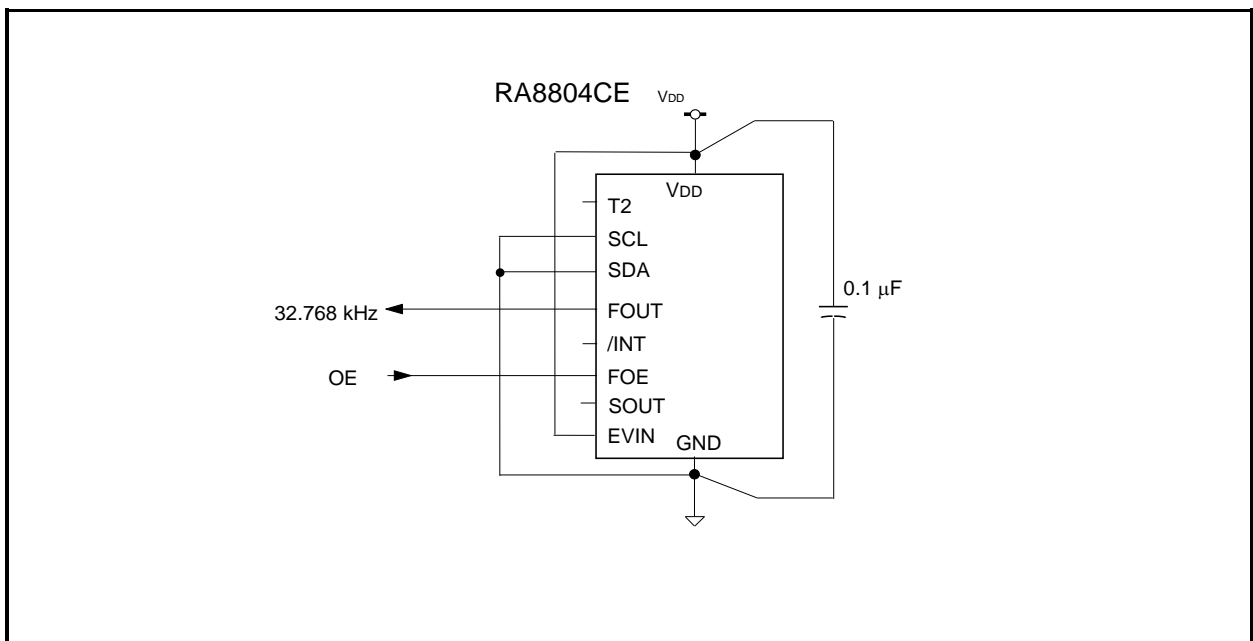 RA8804CE
VDD
VDD
T2
SCL
SDA
0.1 μF
32.768 kHz
FOUT
/INT
OE
FOE
SOUT
EVIN
GND